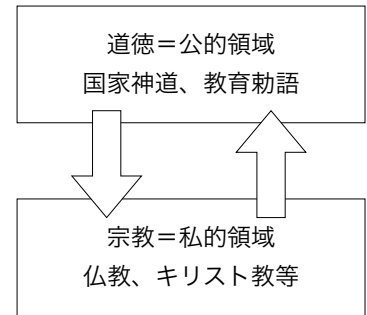 道徳＝公的領域
国家神道、教育勅語
宗教＝私的領域
仏教、キリスト教等